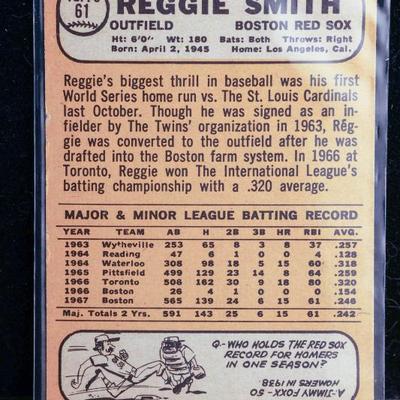 61
REGGIE SMITH
OUTFIELD BOSTON RED SOX
Ht: 6'0" Wt: 180 Bats: Both Throws: Right
Born: April 2, 1945 Home: Los Angeles, Cal.
Reggie's biggest thrill in baseball was his first
World Series home run vs. The St. Louis Cardinals
last October. Though he was signed as an in-
fielder by The Twins' organization in 1963, Reg-
gie was converted to the outfield after he was
drafted into the Boston farm system. In 1966 at
Toronto, Reggie won The International League's
batting championship with a .320 average.
MAJOR & MINOR LEAGUE BATTING RECORD
YEAR TEAM AB H 2B 3B HR RBI AVG.
1963 Wytheville 253 65 8 3 8 37 .257
1964 Reading 47 6 1 0 0 4 .128
1964 Waterloo 308 98 18 5 15 60 .318
1965 Pittsfield 499 129 23 14 8 64 .259
1966 Toronto 506 162 30 9 18 80 .320
1966 Boston 26 4 1 0 0 0 .154
1967 Boston 565 139 24 6 15 61 .246
Maj. Totals 2 Yrs. 591 143 25 6 15 61 .242
Q-WHO HOLDS THE RED SOX
RECORD FOR HOMERS
IN ONE SEASON?
A-JIMMY FOXX-50
HOMERS IN 1938.